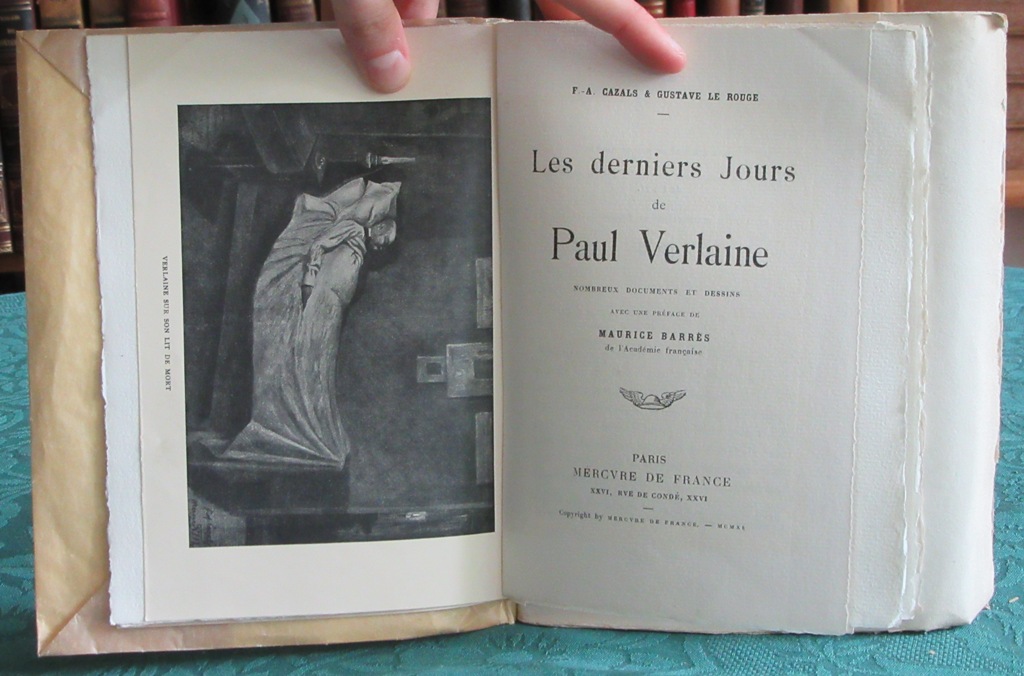 VERLAINE SUR SON LIT DE MORT
F.-A. CAZALS & GUSTAVE LE ROUGE
Les derniers Jours
de
Paul Verlaine
NOMBREUX DOCUMENTS ET DESSINS
AVEC UNE PRÉFACE DE
MAURICE BARRÈS
de l'Académie française
PARIS
MERCVRE DE FRANCE
XXVI, RVE DE CONDÉ, XXVI
Copyright by MERCVRE DE FRANCE. —